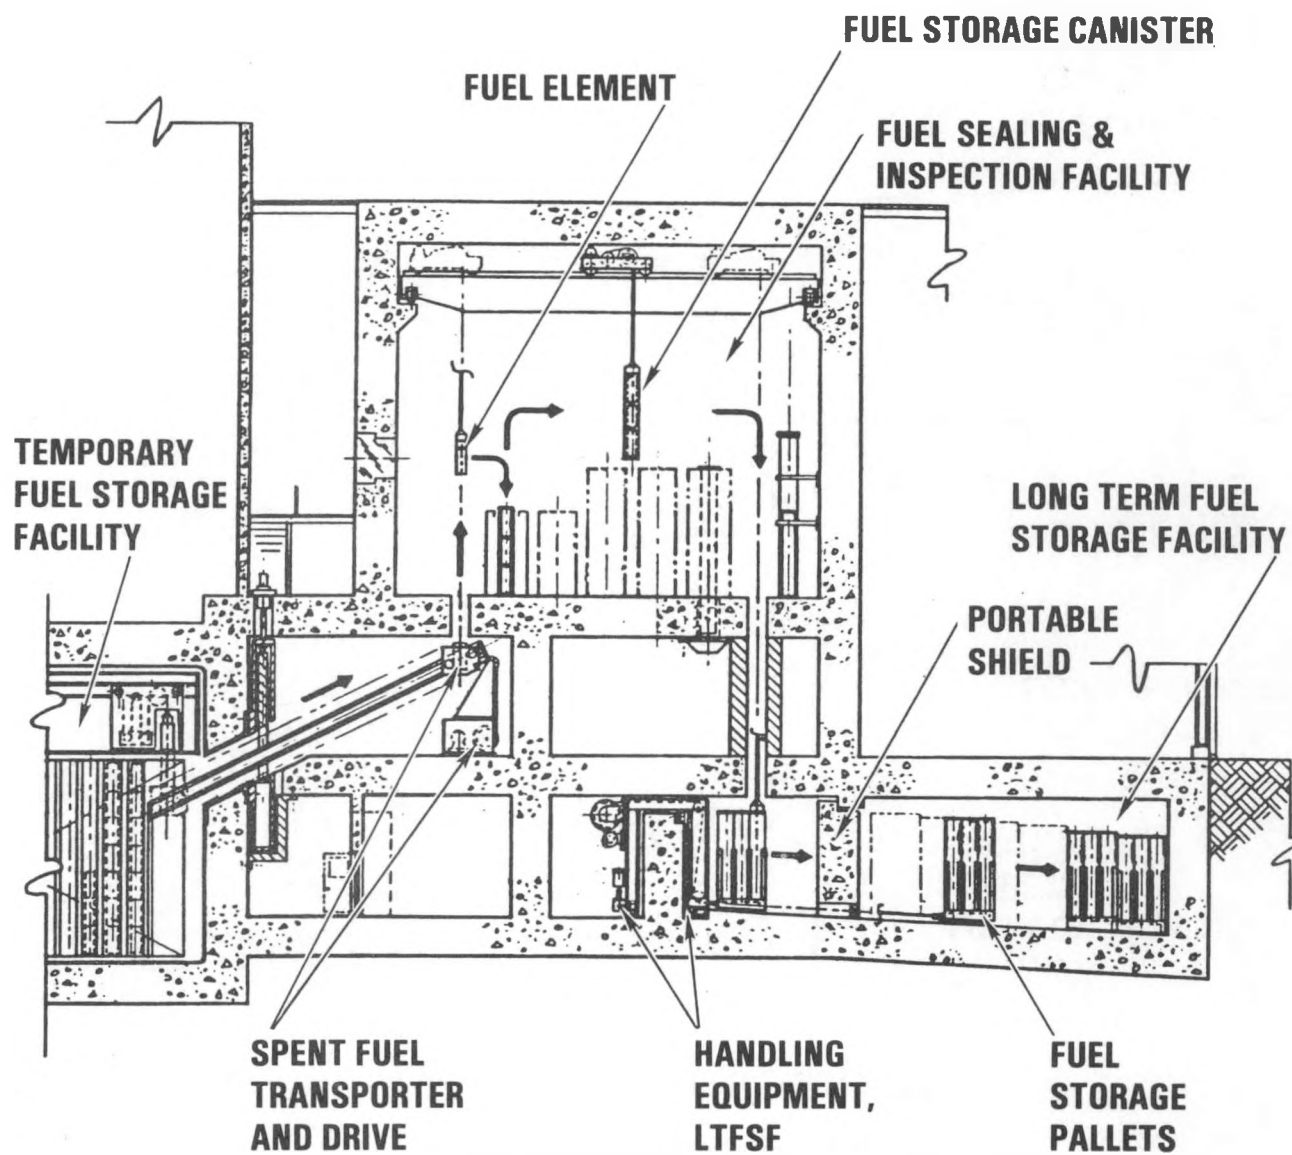 FUEL STORAGE CANISTER
FUEL ELEMENT
FUEL SEALING &
INSPECTION FACILITY
TEMPORARY
FUEL STORAGE
FACILITY
LONG TERM FUEL
STORAGE FACILITY
PORTABLE
SHIELD
SPENT FUEL
TRANSPORTER
AND DRIVE
HANDLING
EQUIPMENT,
LTFSF
FUEL
STORAGE
PALLETS